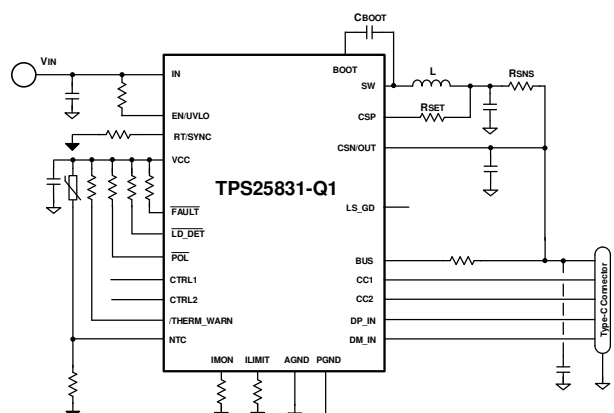 CBOOT
VIN
IN
BOOT
SW
L
RSNS
EN/UVLO
CSP
RSET
RT/SYNC
VCC
CSN/OUT
TPS25831-Q1
FAULT
LS_GD
LD_DET
POL
BUS
CTRL1
CC1
CTRL2
CC2
/THERM_WARN
DP_IN
NTC
DM_IN
Type-C Connector
IMON
ILIMIT
AGND
PGND